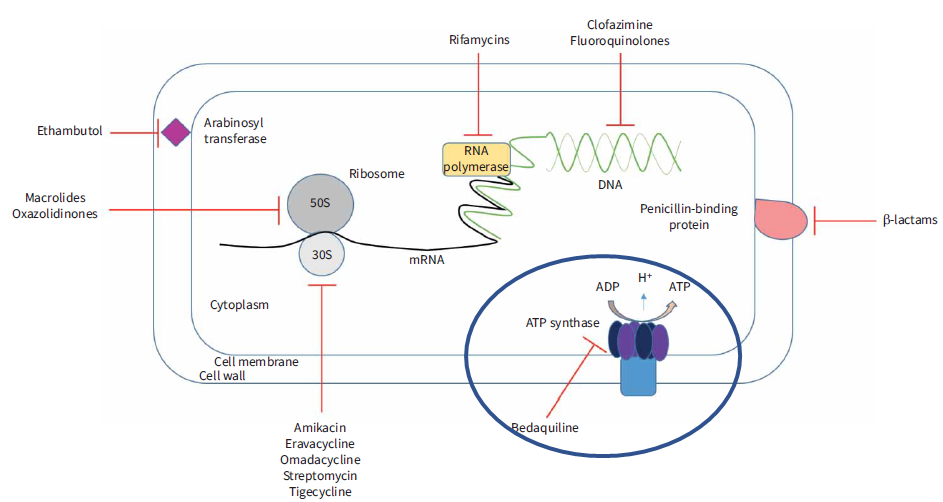 Clofazimine
Fluoroquinolones
Rifamycins
Ethambutol
Arabinosyl
transferase
RNA
polymerase
DNA
Ribosome
50S
Macrolides
Oxazolidinones
Penicillin-binding
protein
β-lactams
30S
mRNA
Cytoplasm
H⁺
ADP
ATP
ATP synthase
Cell membrane
Cell wall
Bedaquiline
Amikacin
Eravacycline
Omadacycline
Streptomycin
Tigecycline